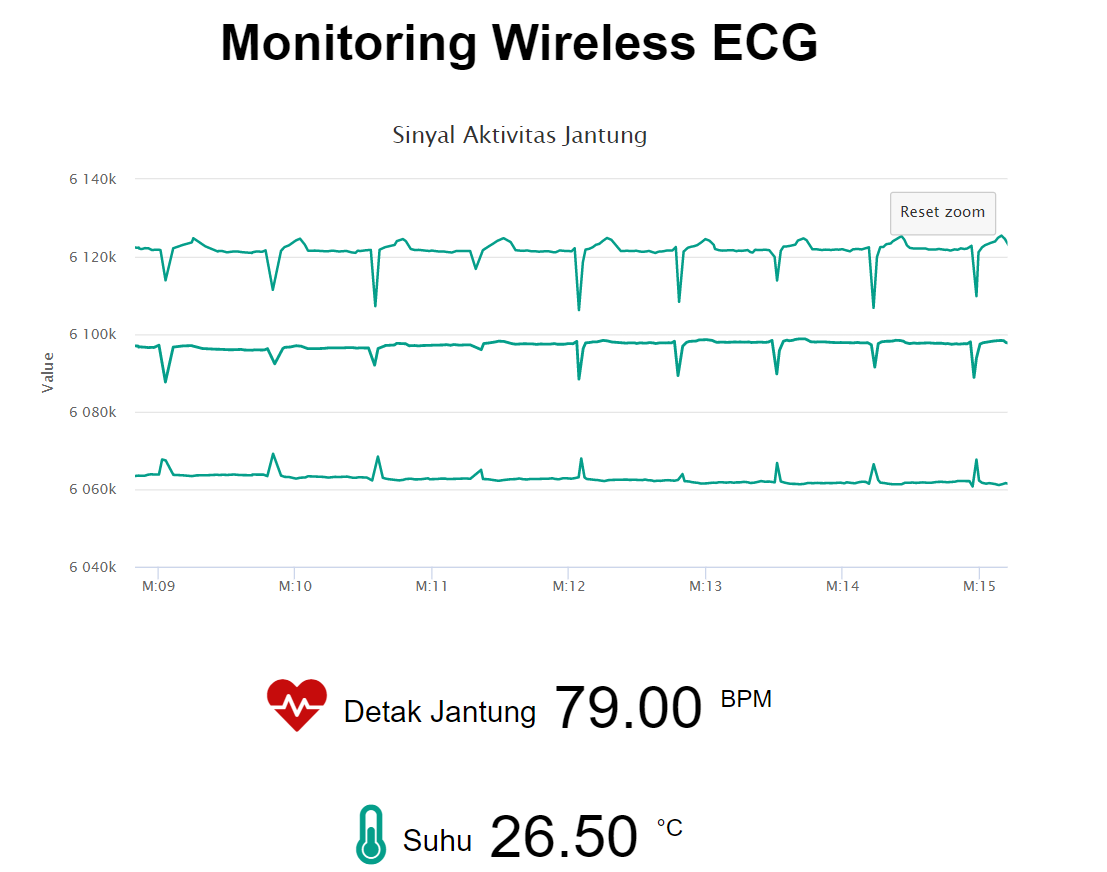 Monitoring Wireless ECG
Sinyal Aktivitas Jantung
Reset zoom
Value
6 140k
6 120k
6 100k
6 080k
6 060k
6 040k
M:09 M:10 M:11 M:12 M:13 M:14 M:15
Detak Jantung 79.00 BPM
Suhu 26.50 °C